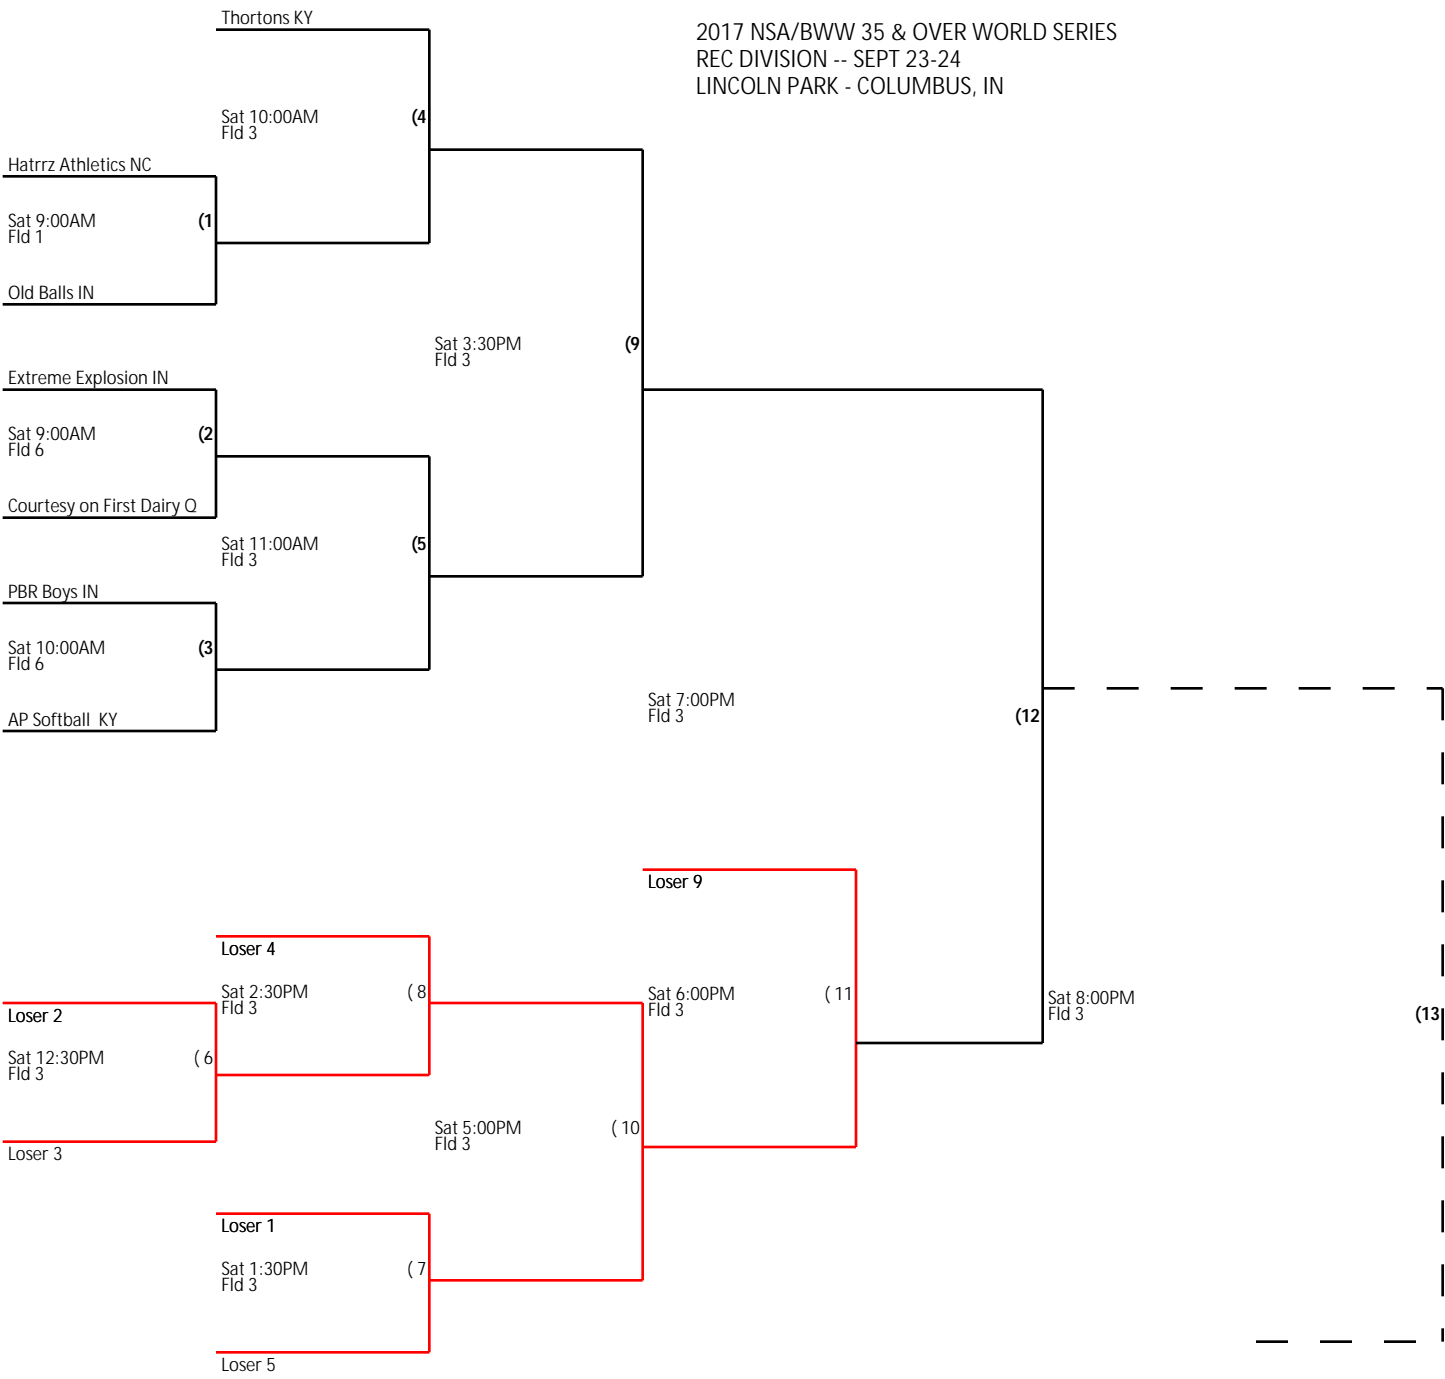 Thortons KY
2017 NSA/BWW 35 & OVER WORLD SERIES
REC DIVISION -- SEPT 23-24
LINCOLN PARK - COLUMBUS, IN
Sat 10:00AM (4
Fld 3
Hatrrz Athletics NC
Sat 9:00AM (1
Fld 1
Old Balls IN
Sat 3:30PM (9
Fld 3
Extreme Explosion IN
Sat 9:00AM (2
Fld 6
Courtesy on First Dairy Q
Sat 11:00AM (5
Fld 3
PBR Boys IN
Sat 10:00AM (3
Fld 6
AP Softball  KY
Sat 7:00PM (12
Fld 3
Loser 9
Loser 4
Sat 2:30PM ( 8
Fld 3
Sat 6:00PM ( 11
Fld 3
Sat 8:00PM (13
Fld 3
Loser 2
Sat 12:30PM ( 6
Fld 3
Loser 3
Sat 5:00PM ( 10
Fld 3
Loser 1
Sat 1:30PM ( 7
Fld 3
Loser 5